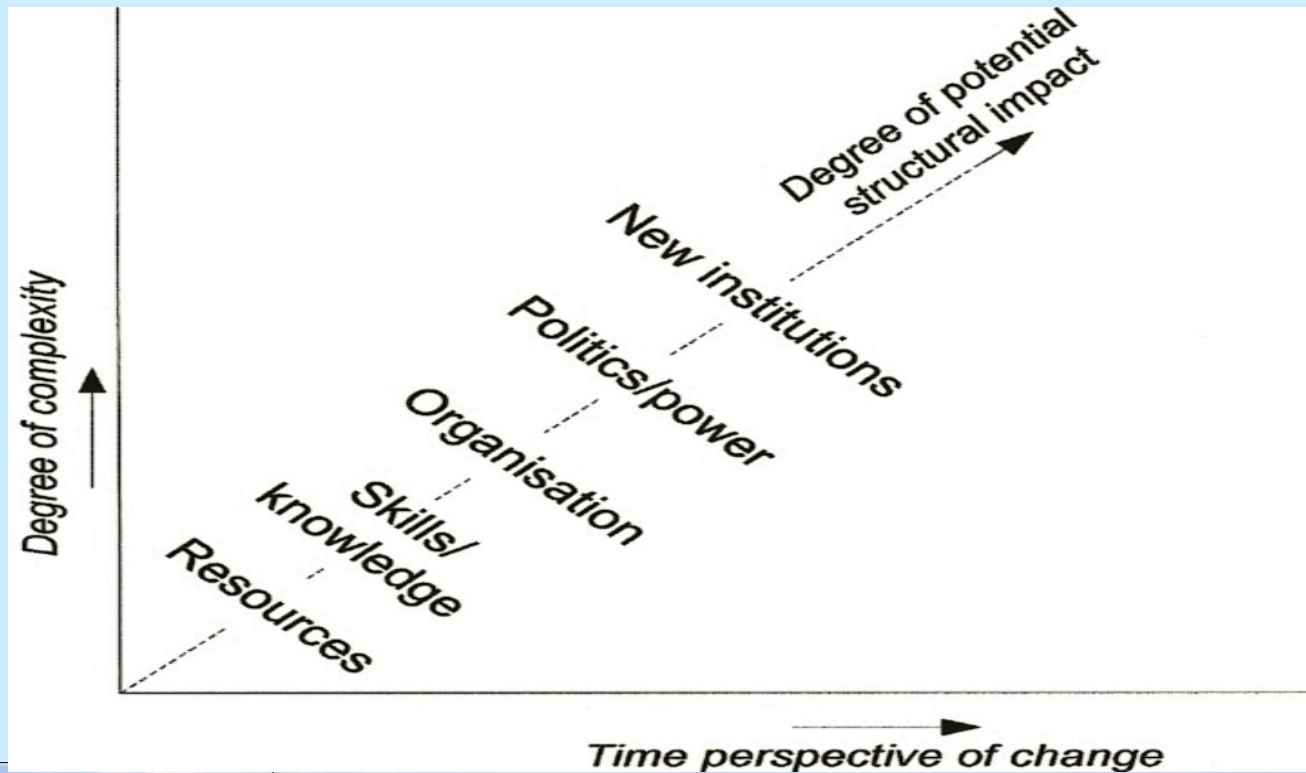 Degree of potential
structural impact
New institutions
Politics/power
Organisation
Skills/
knowledge
Resources
Degree of complexity
Time perspective of change